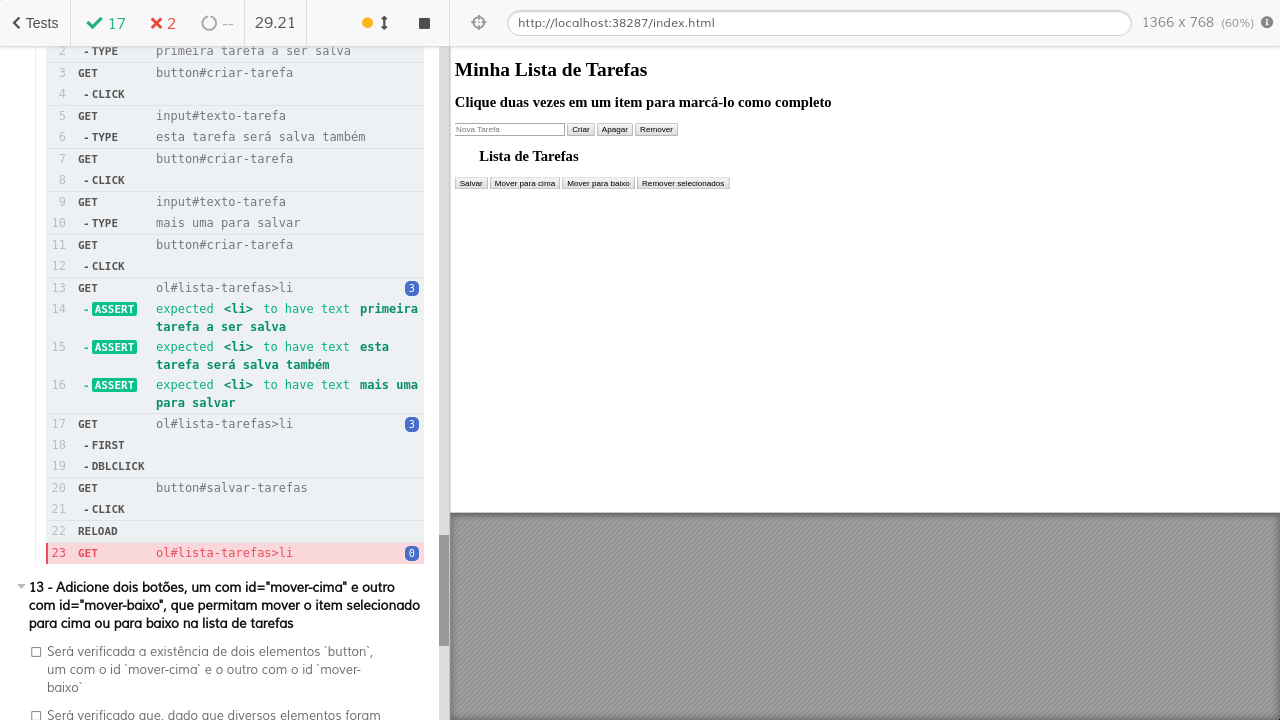 Tests 17 2 -- 29.21 http://localhost:38287/index.html 1366 x 768 (60%)
2 - TYPE primeira tarefa a ser salva
3 GET button#criar-tarefa
4 - CLICK
5 GET input#texto-tarefa
6 - TYPE esta tarefa será salva também
7 GET button#criar-tarefa
8 - CLICK
9 GET input#texto-tarefa
10 - TYPE mais uma para salvar
11 GET button#criar-tarefa
12 - CLICK
13 GET ol#lista-tarefas>li 3
14 - ASSERT expected <li> to have text primeira
tarefa a ser salva
15 - ASSERT expected <li> to have text esta
tarefa será salva também
16 - ASSERT expected <li> to have text mais uma
para salvar
17 GET ol#lista-tarefas>li 3
18 - FIRST
19 - DBLCLICK
20 GET button#salvar-tarefas
21 - CLICK
22 RELOAD
23 GET ol#lista-tarefas>li 0
13 - Adicione dois botões, um com id="mover-cima" e outro
com id="mover-baixo", que permitam mover o item selecionado
para cima ou para baixo na lista de tarefas
Será verificada a existência de dois elementos `button`,
um com o id `mover-cima` e o outro com o id `mover-
baixo`
Será verificado que, dado que diversos elementos foram
Minha Lista de Tarefas
Clique duas vezes em um item para marcá-lo como completo
Nova Tarefa Criar Apagar Remover
Lista de Tarefas
Salvar Mover para cima Mover para baixo Remover selecionados